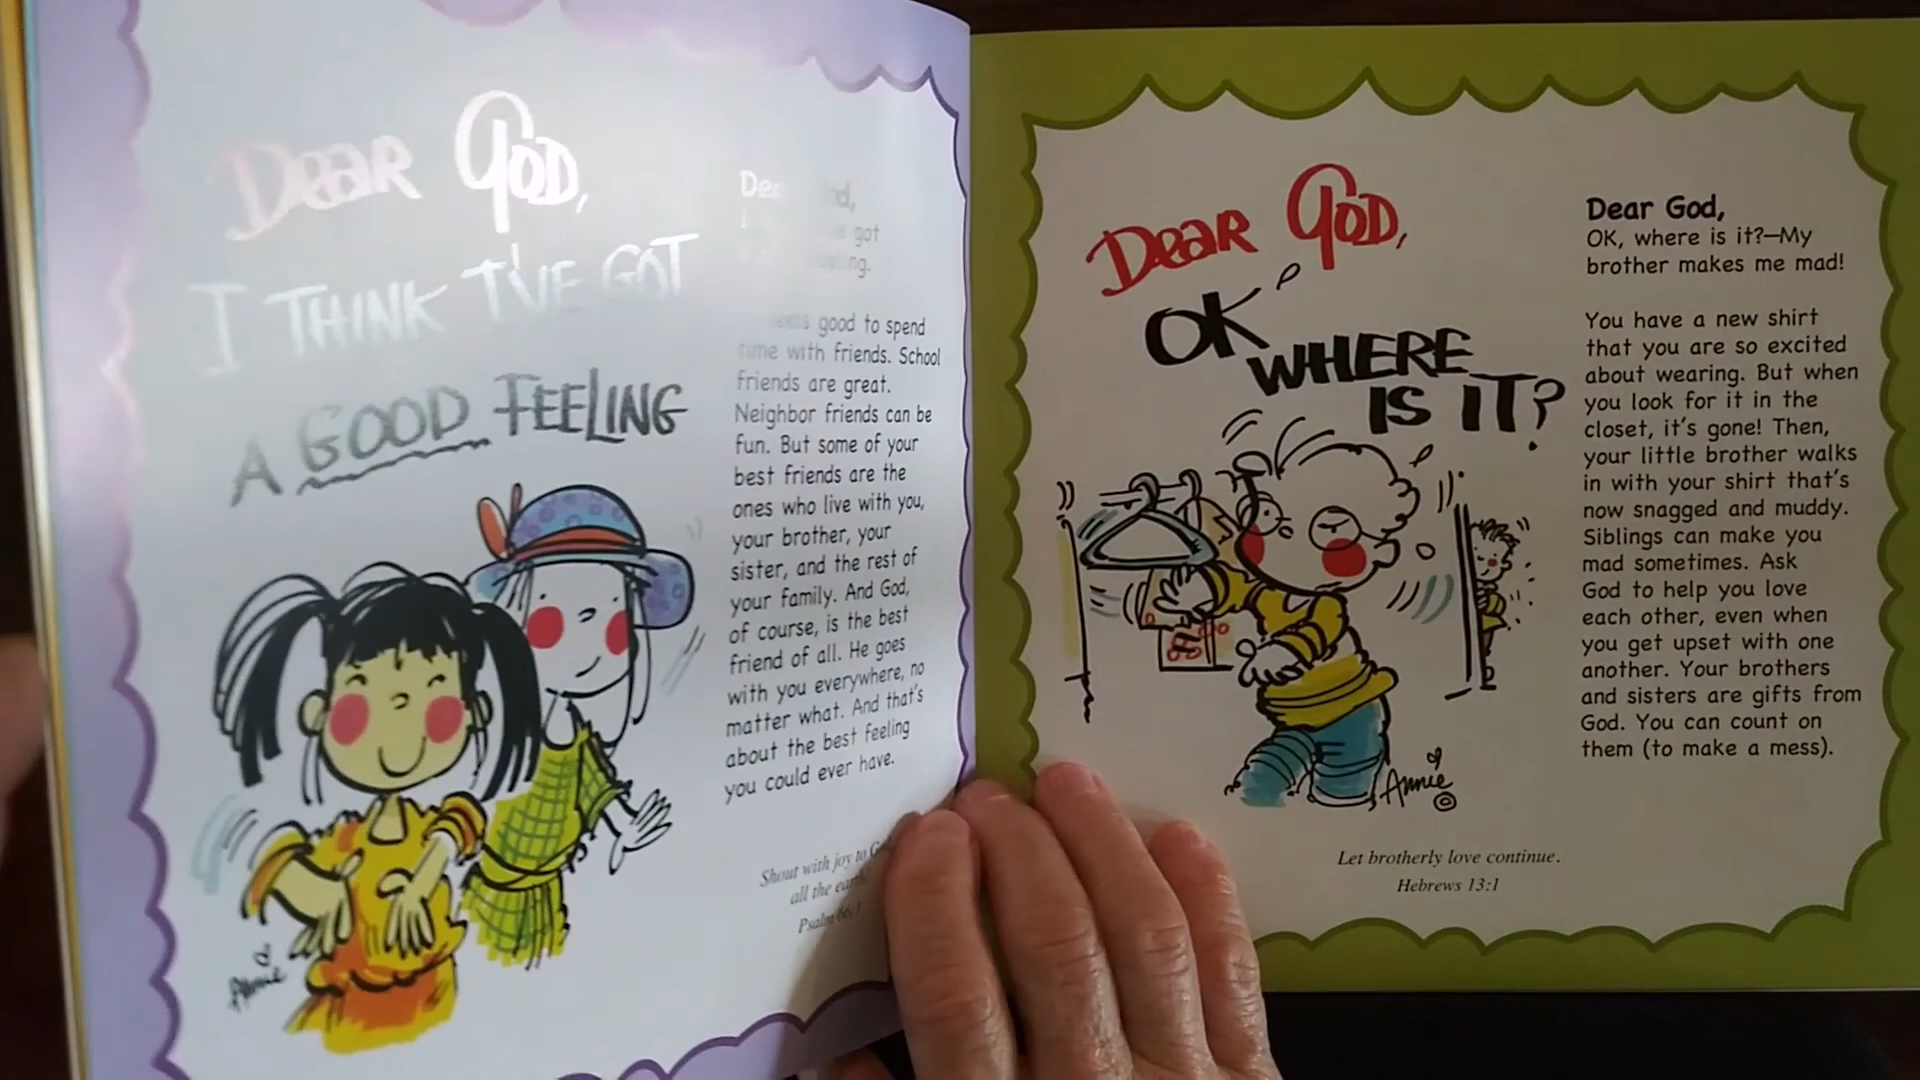 Dear God,
I THINK I'VE GOT
A GOOD FEELING
got
good to spend
time with friends. School
friends are great.
Neighbor friends can be
fun. But some of your
best friends are the
ones who live with you,
your brother, your
sister, and the rest of
your family. And God,
of course, is the best
friend of all. He goes
with you everywhere, no
matter what. And that's
about the best feeling
you could ever have.
Shout with joy to
all the
Psalm 66:1
Annie
Dear God,
OK
WHERE
IS IT?
Annie ©
Dear God,
OK, where is it?—My
brother makes me mad!
You have a new shirt
that you are so excited
about wearing. But when
you look for it in the
closet, it's gone! Then,
your little brother walks
in with your shirt that's
now snagged and muddy.
Siblings can make you
mad sometimes. Ask
God to help you love
each other, even when
you get upset with one
another. Your brothers
and sisters are gifts from
God. You can count on
them (to make a mess).
Let brotherly love continue.
Hebrews 13:1